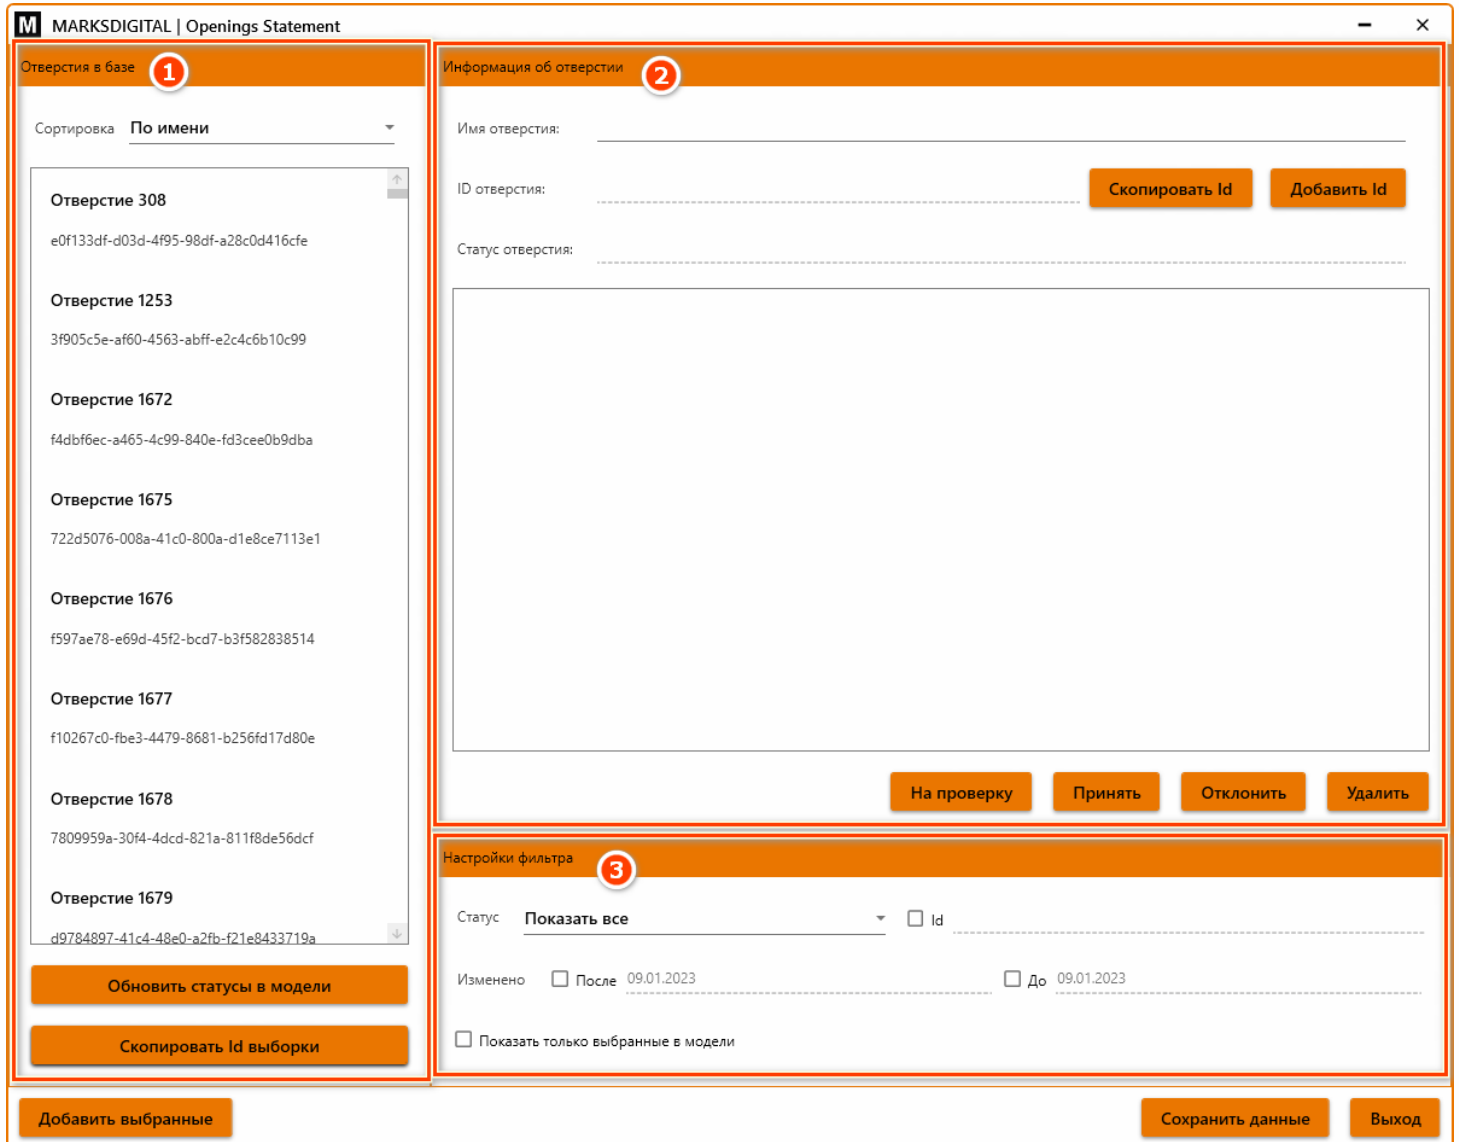 M MARKSDIGITAL | Openings Statement
Отверстия в базе
1
Сортировка По имени
Отверстие 308
e0f133df-d03d-4f95-98df-a28c0d416cfe
Отверстие 1253
3f905c5e-af60-4563-abff-e2c4c6b10c99
Отверстие 1672
f4dbf6ec-a465-4c99-840e-fd3cee0b9dba
Отверстие 1675
722d5076-008a-41c0-800a-d1e8ce7113e1
Отверстие 1676
f597ae78-e69d-45f2-bcd7-b3f582838514
Отверстие 1677
f10267c0-fbe3-4479-8681-b256fd17d80e
Отверстие 1678
7809959a-30f4-4dcd-821a-811f8de56dcf
Отверстие 1679
d9784897-41c4-48e0-a2fb-f21e8433719a
Обновить статусы в модели
Скопировать Id выборки
Информация об отверстии
2
Имя отверстия:
ID отверстия: Скопировать Id Добавить Id
Статус отверстия:
На проверку Принять Отклонить Удалить
Настройки фильтра
3
Статус Показать все Id
Изменено После 09.01.2023 До 09.01.2023
Показать только выбранные в модели
Добавить выбранные Сохранить данные Выход